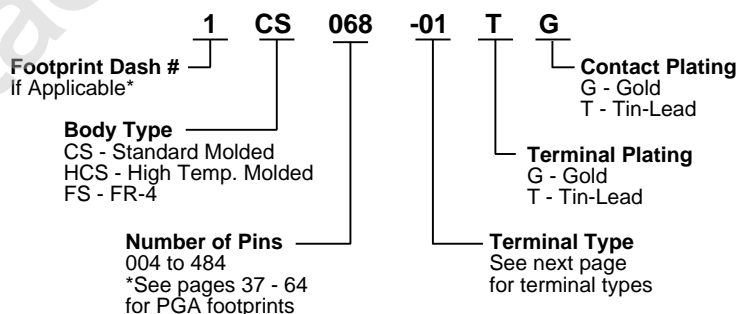 1 CS 068 -01 T G
Footprint Dash #
If Applicable*
Contact Plating
G - Gold
T - Tin-Lead
Body Type
CS - Standard Molded
HCS - High Temp. Molded
FS - FR-4
Terminal Plating
G - Gold
T - Tin-Lead
Number of Pins
004 to 484
*See pages 37 - 64
for PGA footprints
Terminal Type
See next page
for terminal types